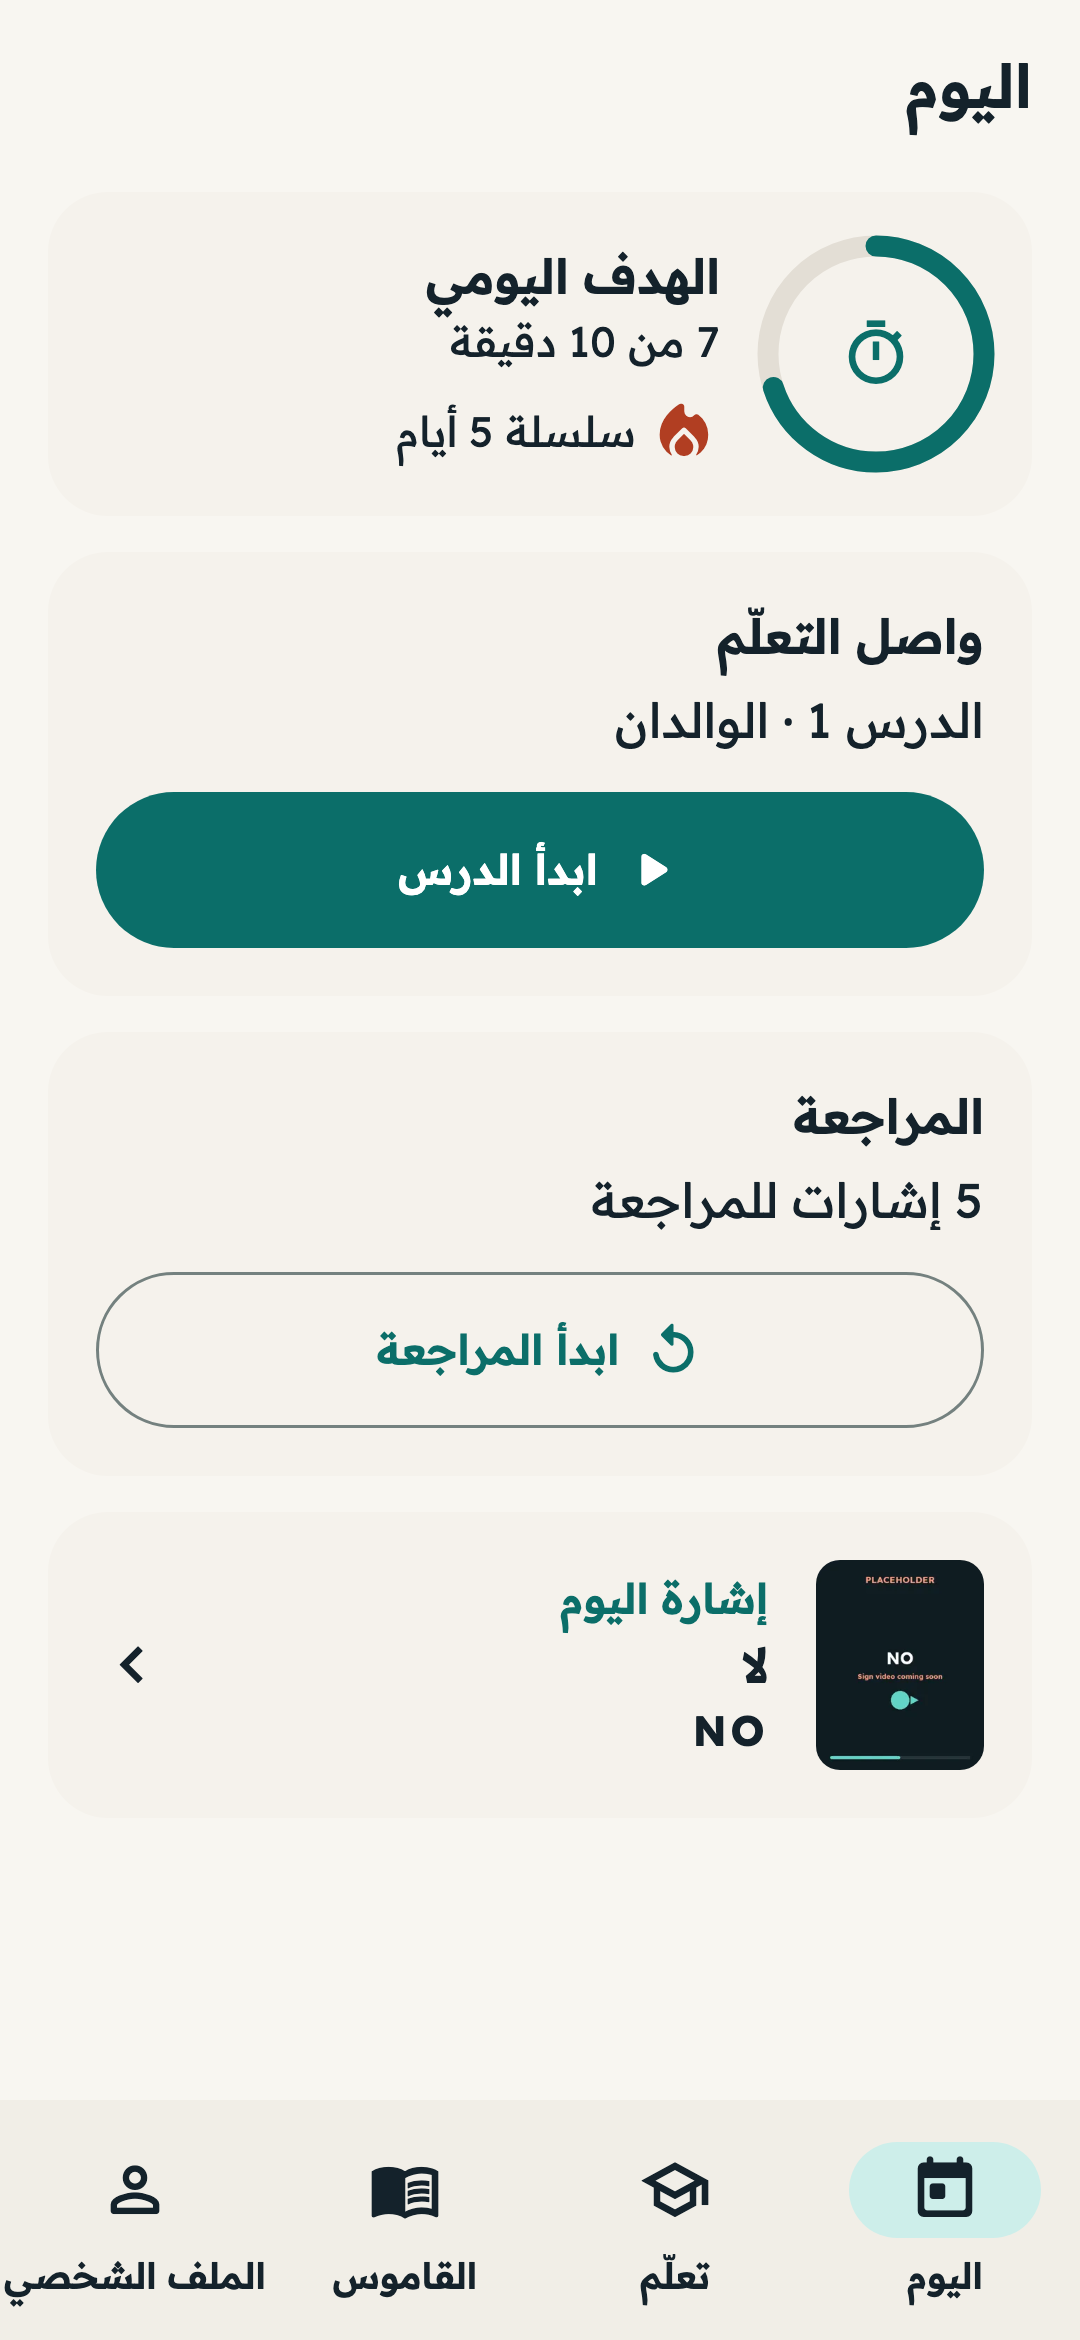 اليوم
الهدف اليومي
7 من 10 دقيقة
سلسلة 5 أيام
واصل التعلّم
الدرس 1 · الوالدان
ابدأ الدرس
المراجعة
5 إشارات للمراجعة
ابدأ المراجعة
PLACEHOLDER
NO
Sign video coming soon
إشارة اليوم
لا
NO
اليوم
تعلّم
القاموس
الملف الشخصي